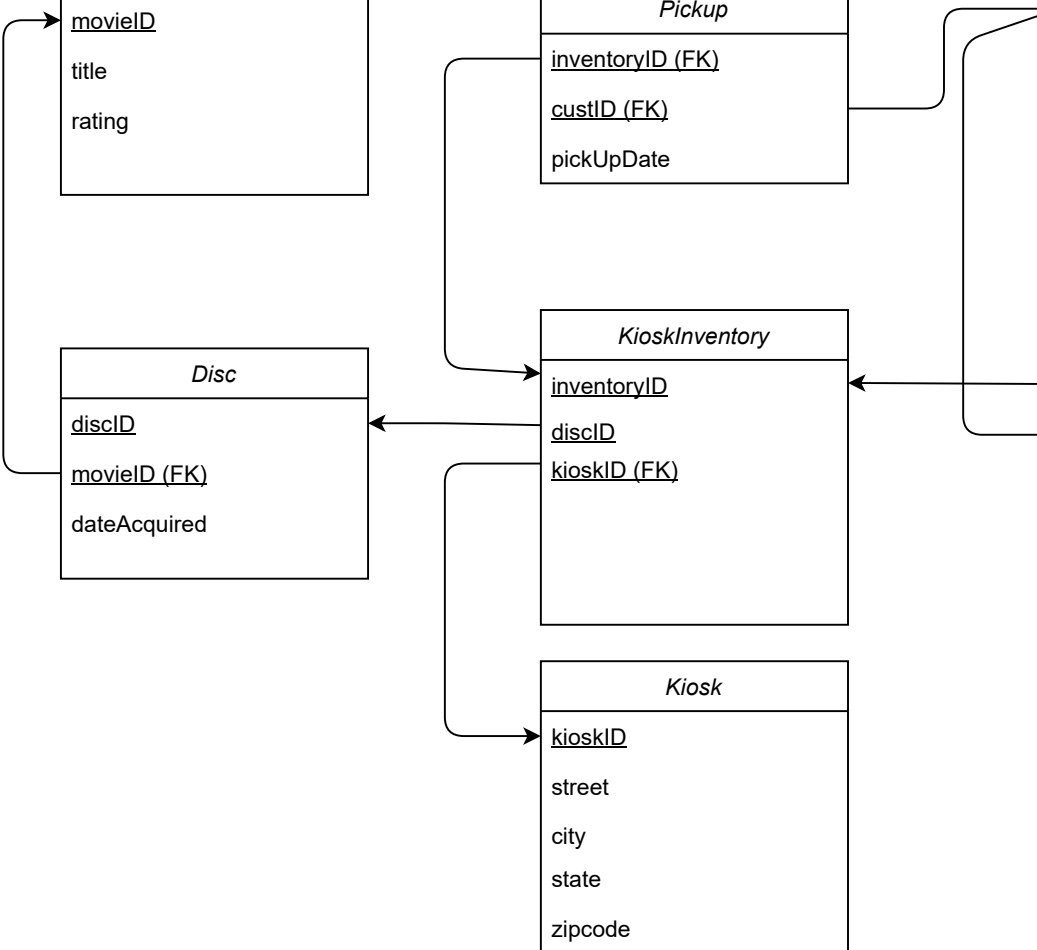 movieID
title
rating
Pickup
inventoryID (FK)
custID (FK)
pickUpDate
Disc
discID
movieID (FK)
dateAcquired
KioskInventory
inventoryID
discID
kioskID (FK)
Kiosk
kioskID
street
city
state
zipcode